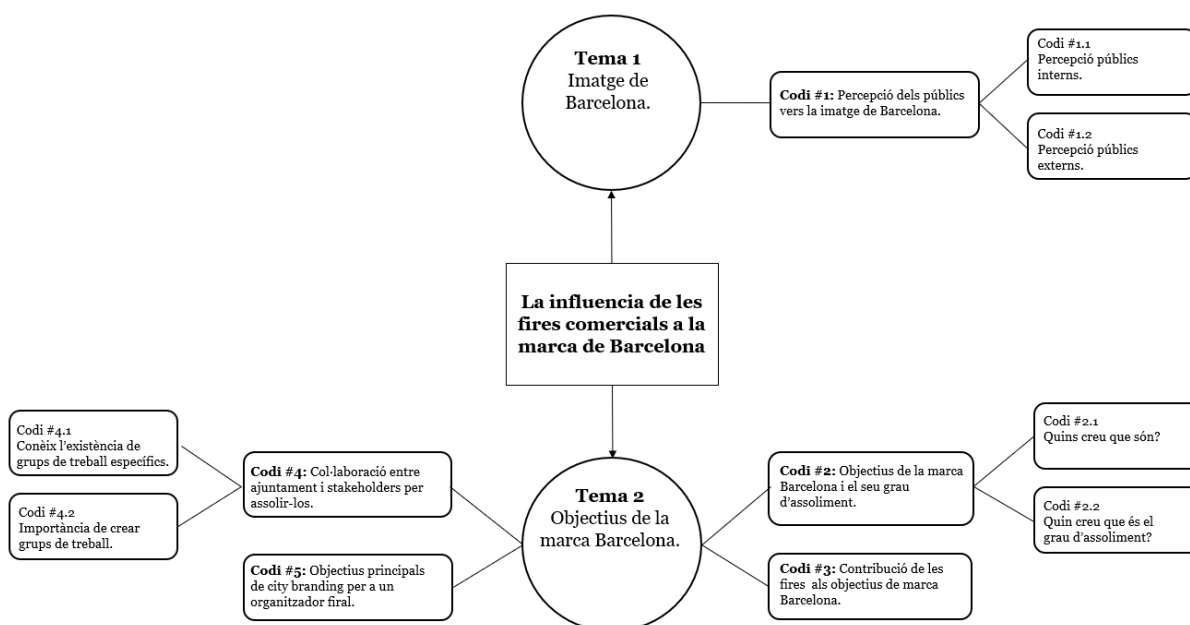 Tema 1
Imatge de
Barcelona.
Codi #1: Percepció dels públics
vers la imatge de Barcelona.
Codi #1.1
Percepció públics
interns.
Codi #1.2
Percepció públics
externs.
La influencia de les
fires comercials a la
marca de Barcelona
Tema 2
Objectius de la
marca Barcelona.
Codi #4: Col·laboració entre
ajuntament i stakeholders per
assolir-los.
Codi #4.1
Conèix l’existència de
grups de treball específics.
Codi #4.2
Importància de crear
grups de treball.
Codi #5: Objectius principals
de city branding per a un
organitzador firal.
Codi #2: Objectius de la marca
Barcelona i el seu grau
d’assoliment.
Codi #2.1
Quins creu que són?
Codi #2.2
Quin creu que és el
grau d’assoliment?
Codi #3: Contribució de les
fires als objectius de marca
Barcelona.